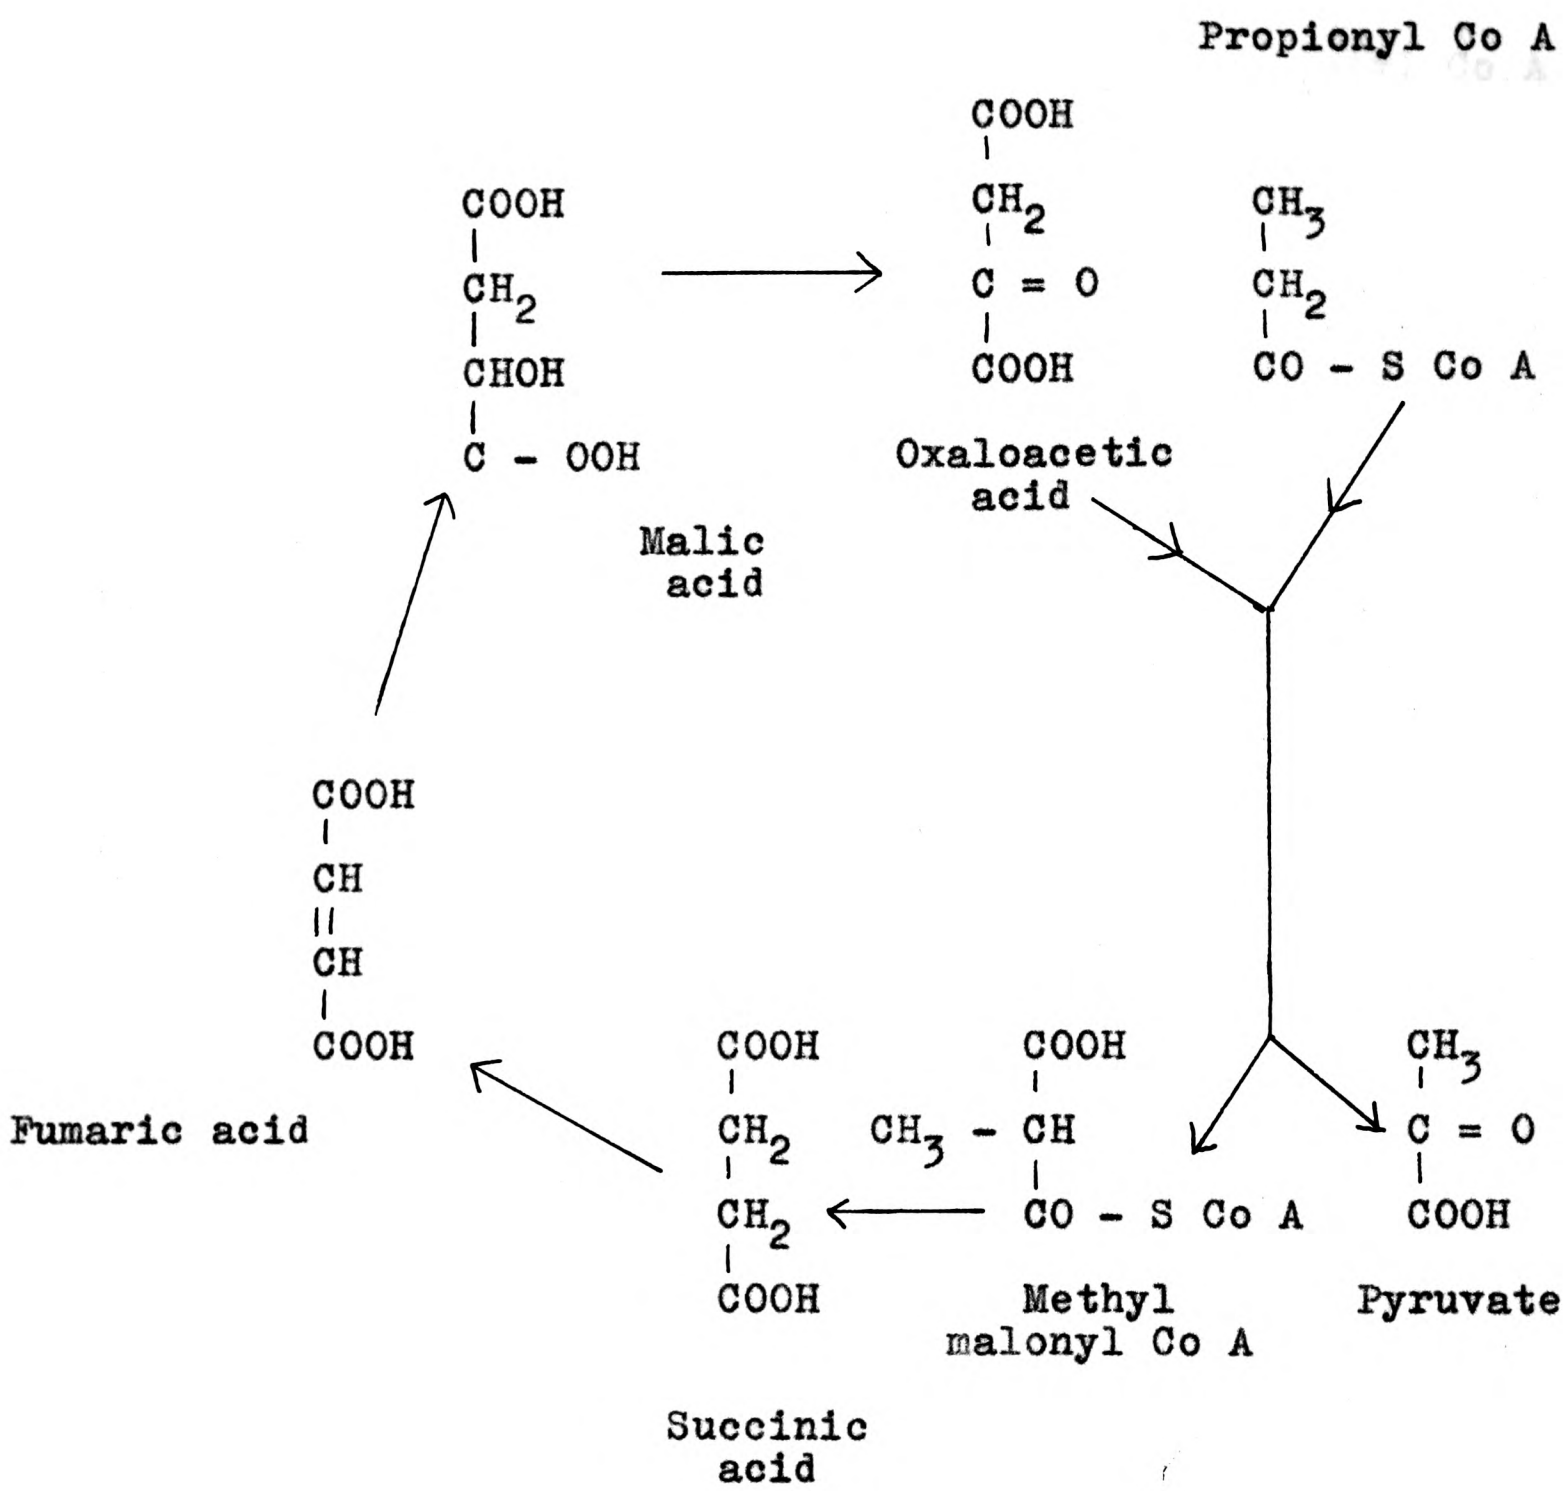 Propionyl Co A
COOH
CH2
C = O
COOH
Oxaloacetic
acid
CH3
CH2
CO - S Co A
COOH
CH2
CHOH
C - OOH
Malic
acid
COOH
CH
CH
COOH
Fumaric acid
COOH
CH2
CH2
COOH
Succinic
acid
COOH
CH3 - CH
CO - S Co A
Methyl
malonyl Co A
CH3
C = O
COOH
Pyruvate